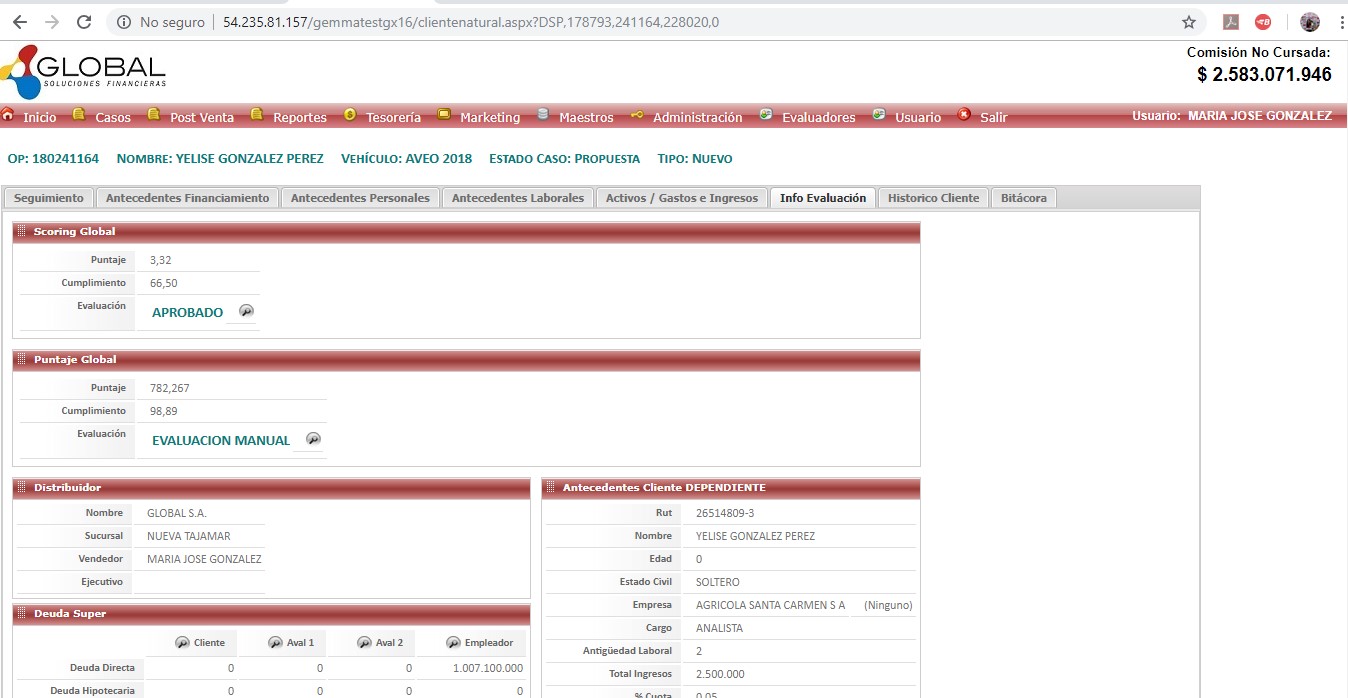 No seguro | 54.235.81.157/gemmatestgx16/clientenatural.aspx?DSP,178793,241164,228020,0
GLOBAL
SOLUCIONES FINANCIERAS
Comisión No Cursada:
$ 2.583.071.946
Inicio Casos Post Venta Reportes Tesorería Marketing Maestros Administración Evaluadores Usuario Salir Usuario: MARIA JOSE GONZALEZ
OP: 180241164 NOMBRE: YELISE GONZALEZ PEREZ VEHÍCULO: AVEO 2018 ESTADO CASO: PROPUESTA TIPO: NUEVO
Seguimiento Antecedentes Financiamiento Antecedentes Personales Antecedentes Laborales Activos / Gastos e Ingresos Info Evaluación Historico Cliente Bitácora
Scoring Global
Puntaje 3,32
Cumplimiento 66,50
Evaluación APROBADO
Puntaje Global
Puntaje 782,267
Cumplimiento 98,89
Evaluación EVALUACION MANUAL
Distribuidor
Nombre GLOBAL S.A.
Sucursal NUEVA TAJAMAR
Vendedor MARIA JOSE GONZALEZ
Ejecutivo
Deuda Super
Cliente Aval 1 Aval 2 Empleador
Deuda Directa 0 0 0 1.007.100.000
Deuda Hipotecaria 0 0 0 0
Antecedentes Cliente DEPENDIENTE
Rut 26514809-3
Nombre YELISE GONZALEZ PEREZ
Edad 0
Estado Civil SOLTERO
Empresa AGRICOLA SANTA CARMEN S A (Ninguno)
Cargo ANALISTA
Antigüedad Laboral 2
Total Ingresos 2.500.000
% Cuota 0,05